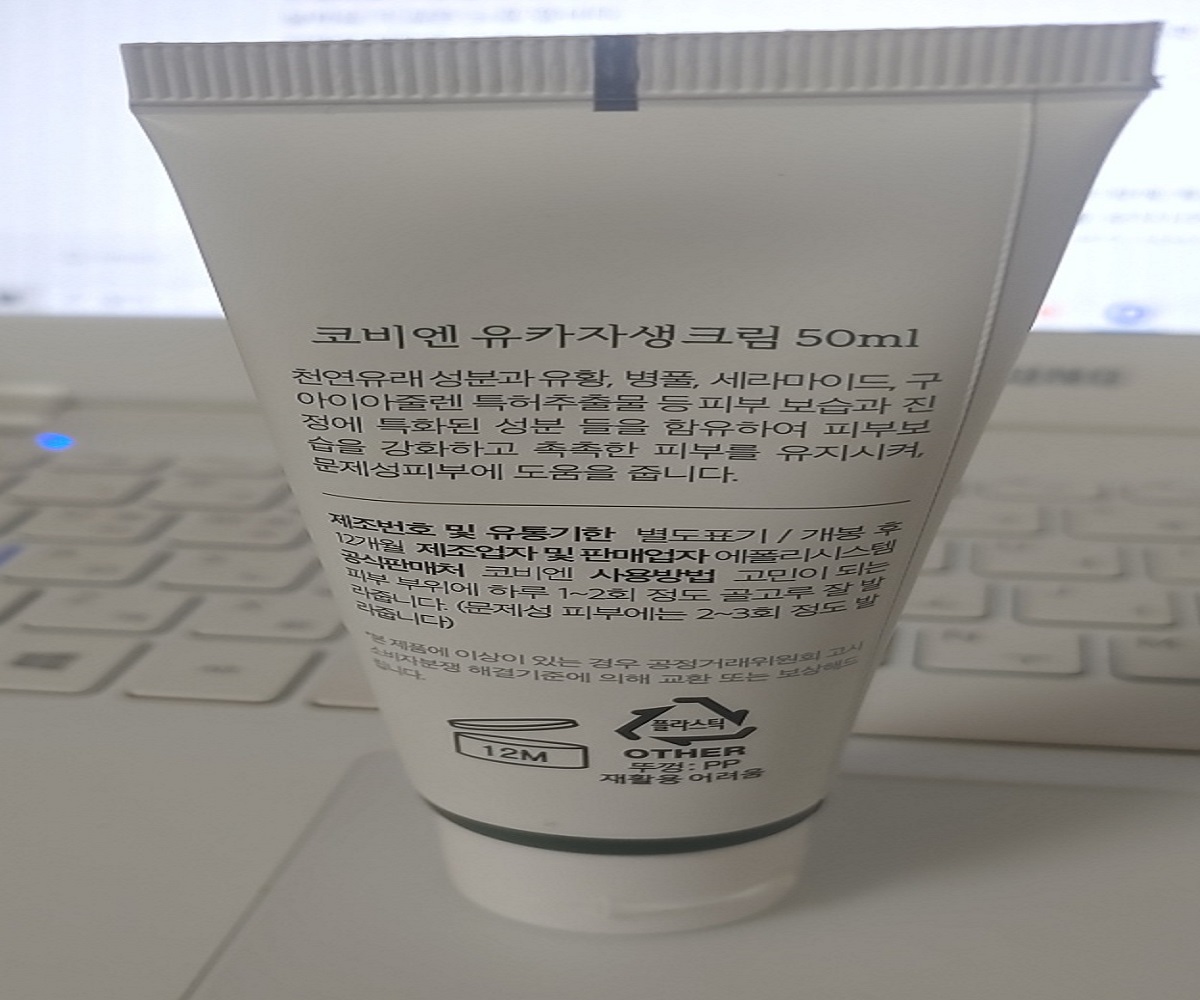 코비엔 유카자생크림 50ml
천연유래 성분과 유황, 병풀, 세라마이드, 구
아이아줄렌 특허추출물 등 피부 보습과 진
정에 특화된 성분 들을 함유하여 피부보
습을 강화하고 촉촉한 피부를 유지시켜,
문제성피부에 도움을 줍니다.
제조번호 및 유통기한 별도표기 / 개봉 후
12개월 제조업자 및 판매업자 에폴리시스템
공식판매처 코비엔 사용방법 고민이 되는
피부 부위에 하루 1~2회 정도 골고루 잘 발
라줍니다. (문제성 피부에는 2~3회 정도 발
라줍니다)
*본 제품에 이상이 있는 경우 공정거래위원회 고시
소비자분쟁 해결기준에 의해 교환 또는 보상해드
립니다.
플라스틱
12M
OTHER
뚜껑 : PP
재활용 어려움